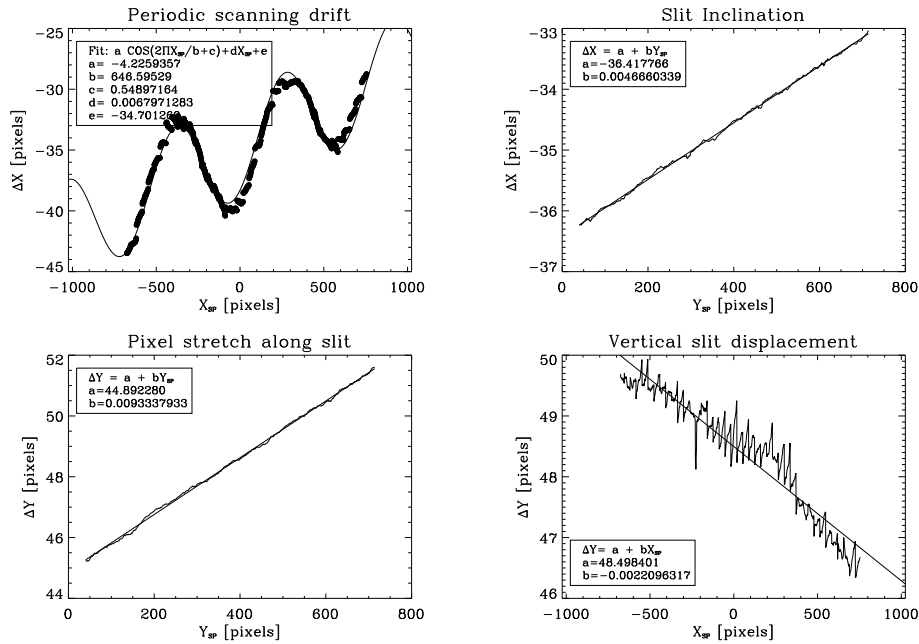 Periodic scanning drift
-25
-30
-35
-40
-45
ΔX [pixels]
Fit: a COS(2ΠX_SP/b+c)+dX_SP+e
a= -4.2259357
b= 646.59529
c= 0.54897164
d= 0.0067971283
-1000 -500 0 500 1000
X_SP [pixels]
Slit Inclination
-33
-34
-35
-36
-37
ΔX [pixels]
ΔX = a + bY_SP
a=-36.417766
b=0.0046660339
0 200 400 600 800
Y_SP [pixels]
Pixel stretch along slit
52
50
48
46
44
ΔY [pixels]
ΔY = a + bY_SP
a=44.892280
b=0.0093337933
0 200 400 600 800
Y_SP [pixels]
Vertical slit displacement
50
49
48
47
46
ΔY [pixels]
ΔY= a + bX_SP
a=48.498401
b=-0.0022096317
-1000 -500 0 500 1000
X_SP [pixels]